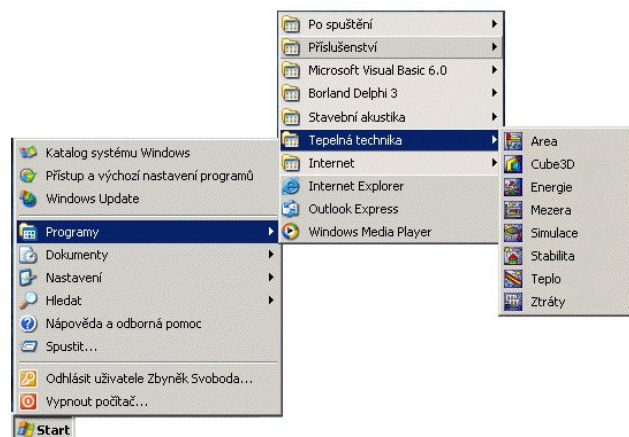 Po spuštění
Příslušenství
Microsoft Visual Basic 6.0
Borland Delphi 3
Stavební akustika
Tepelná technika
Internet
Internet Explorer
Outlook Express
Windows Media Player
Area
Cube3D
Energie
Mezera
Simulace
Stabilita
Teplo
Ztráty
Katalog systému Windows
Přístup a výchozí nastavení programů
Windows Update
Programy
Dokumenty
Nastavení
Hledat
Nápověda a odborná pomoc
Spustit...
Odhlásit uživatele Zbyněk Svoboda...
Vypnout počítač...
Start